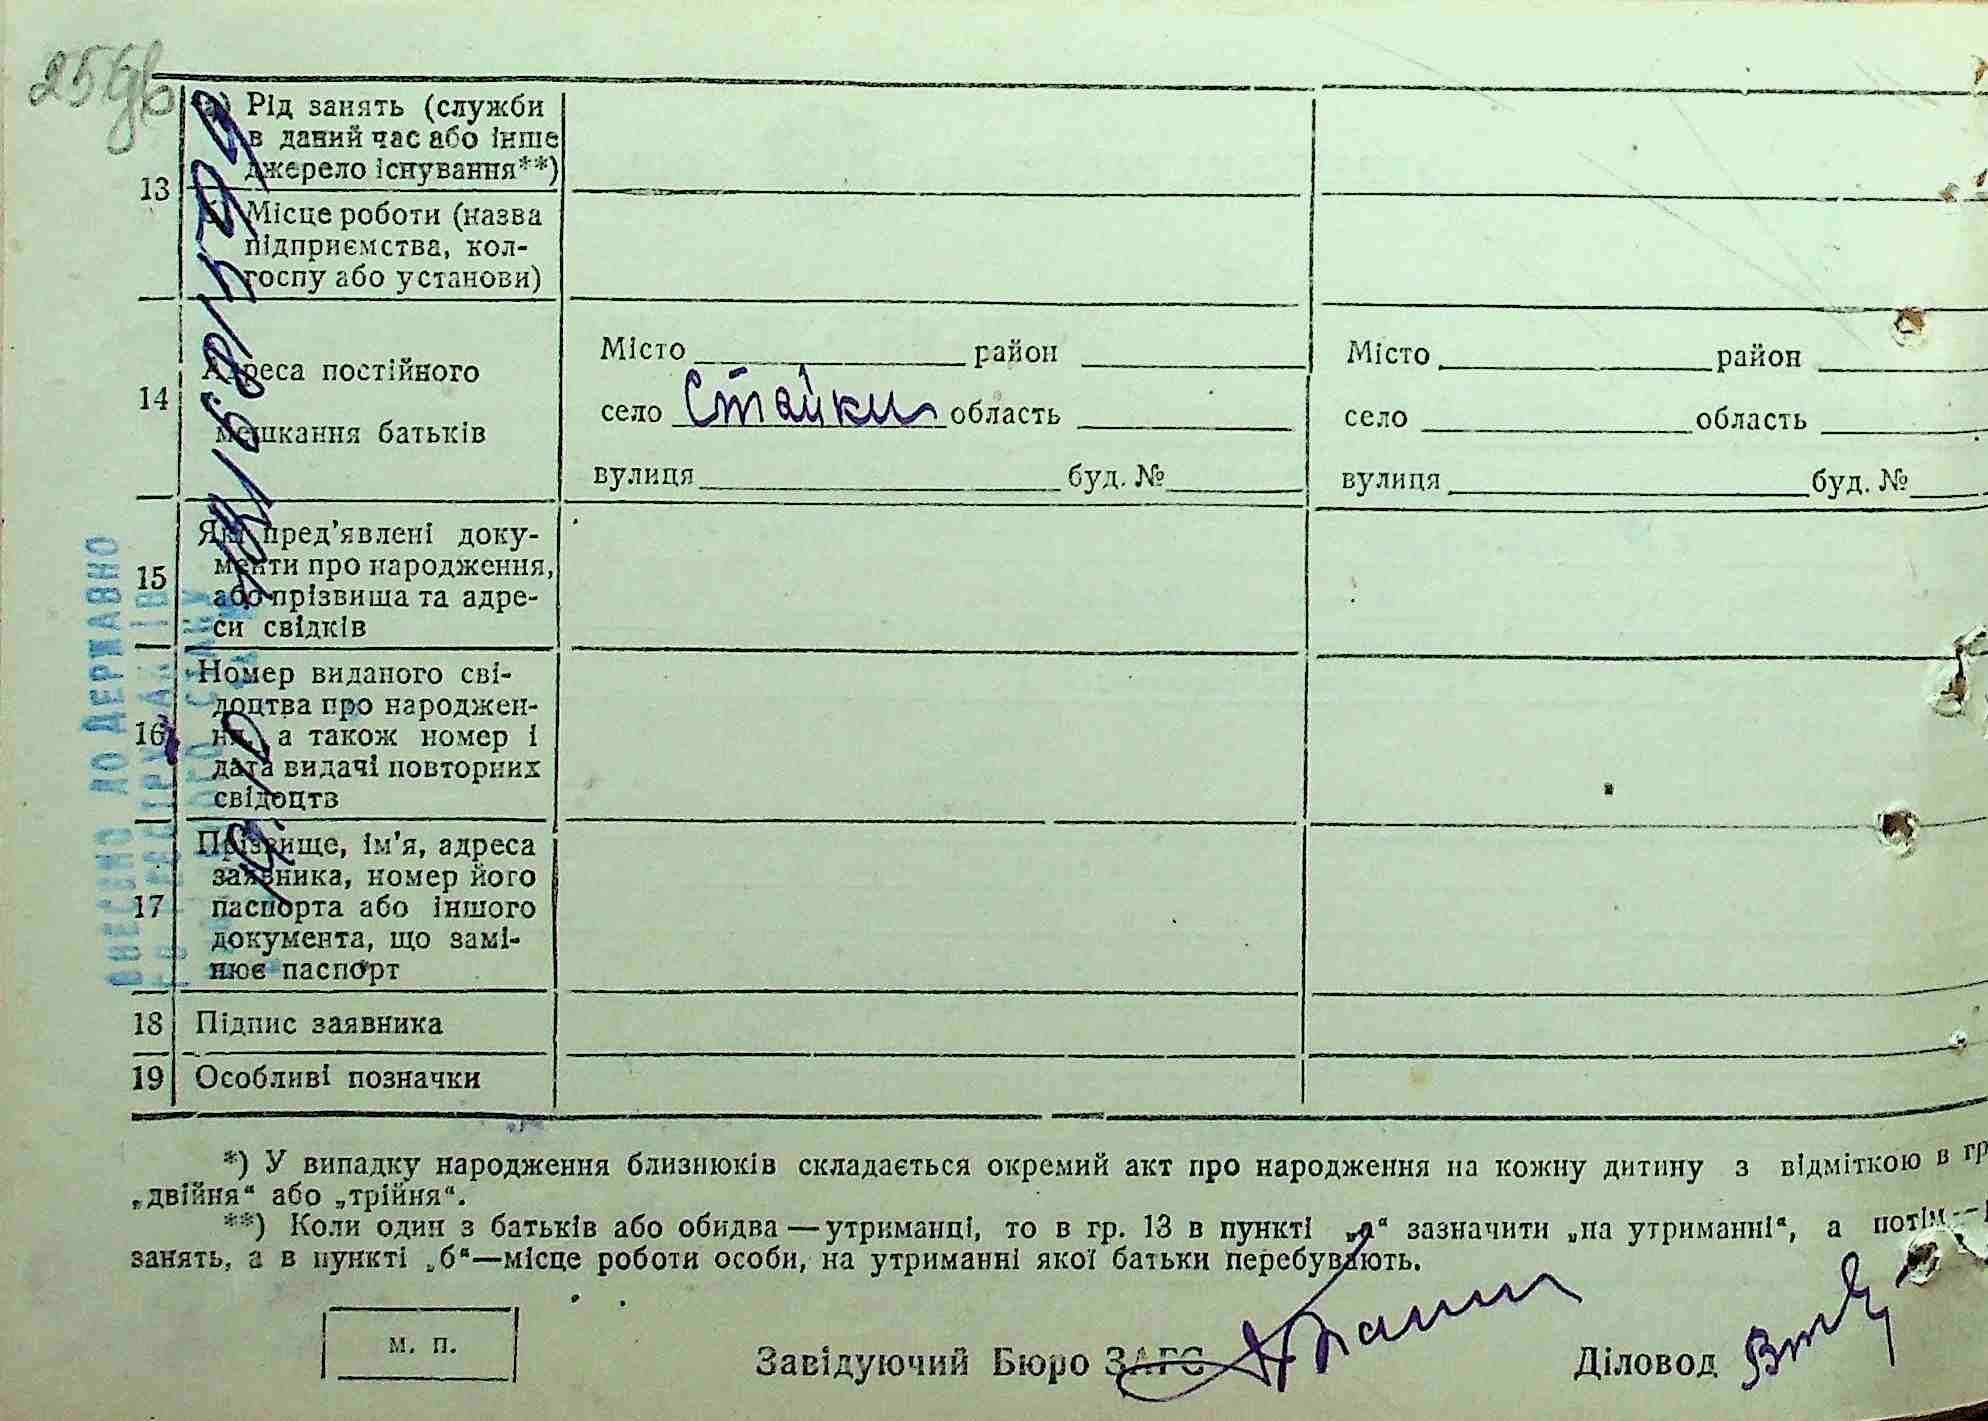 13
а) Рід занять (служби
в даний час або інше
джерело існування**)
б) Місце роботи (назва
підприємства, кол-
госпу або установи)
14
Адреса постійного
мешкання батьків
Місто район
село Стайки область
вулиця буд. №
Місто район
село область
вулиця буд. №
15
Які пред'явлені доку-
менти про народження,
або прізвища та адре-
си свідків
16
Номер виданого сві-
доцтва про народжен-
ня, а також номер і
дата видачі повторних
свідоцтв
17
Прізвище, ім'я, адреса
заявника, номер його
паспорта або іншого
документа, що замі-
нює паспорт
18 Підпис заявника
19 Особливі позначки
ВНЕСЕНО ДО ДЕРЖАВНО
*) У випадку народження близнюків складається окремий акт про народження на кожну дитину з відміткою в гр
„двійня“ або „трійня“.
**) Коли один з батьків або обидва — утриманці, то в гр. 13 в пункті „а“ зазначити „на утриманні“, а потім —
занять, а в пункті „б“—місце роботи особи, на утриманні якої батьки перебувають.
м. п.
Завідуючий Бюро ЗАГС
Діловод